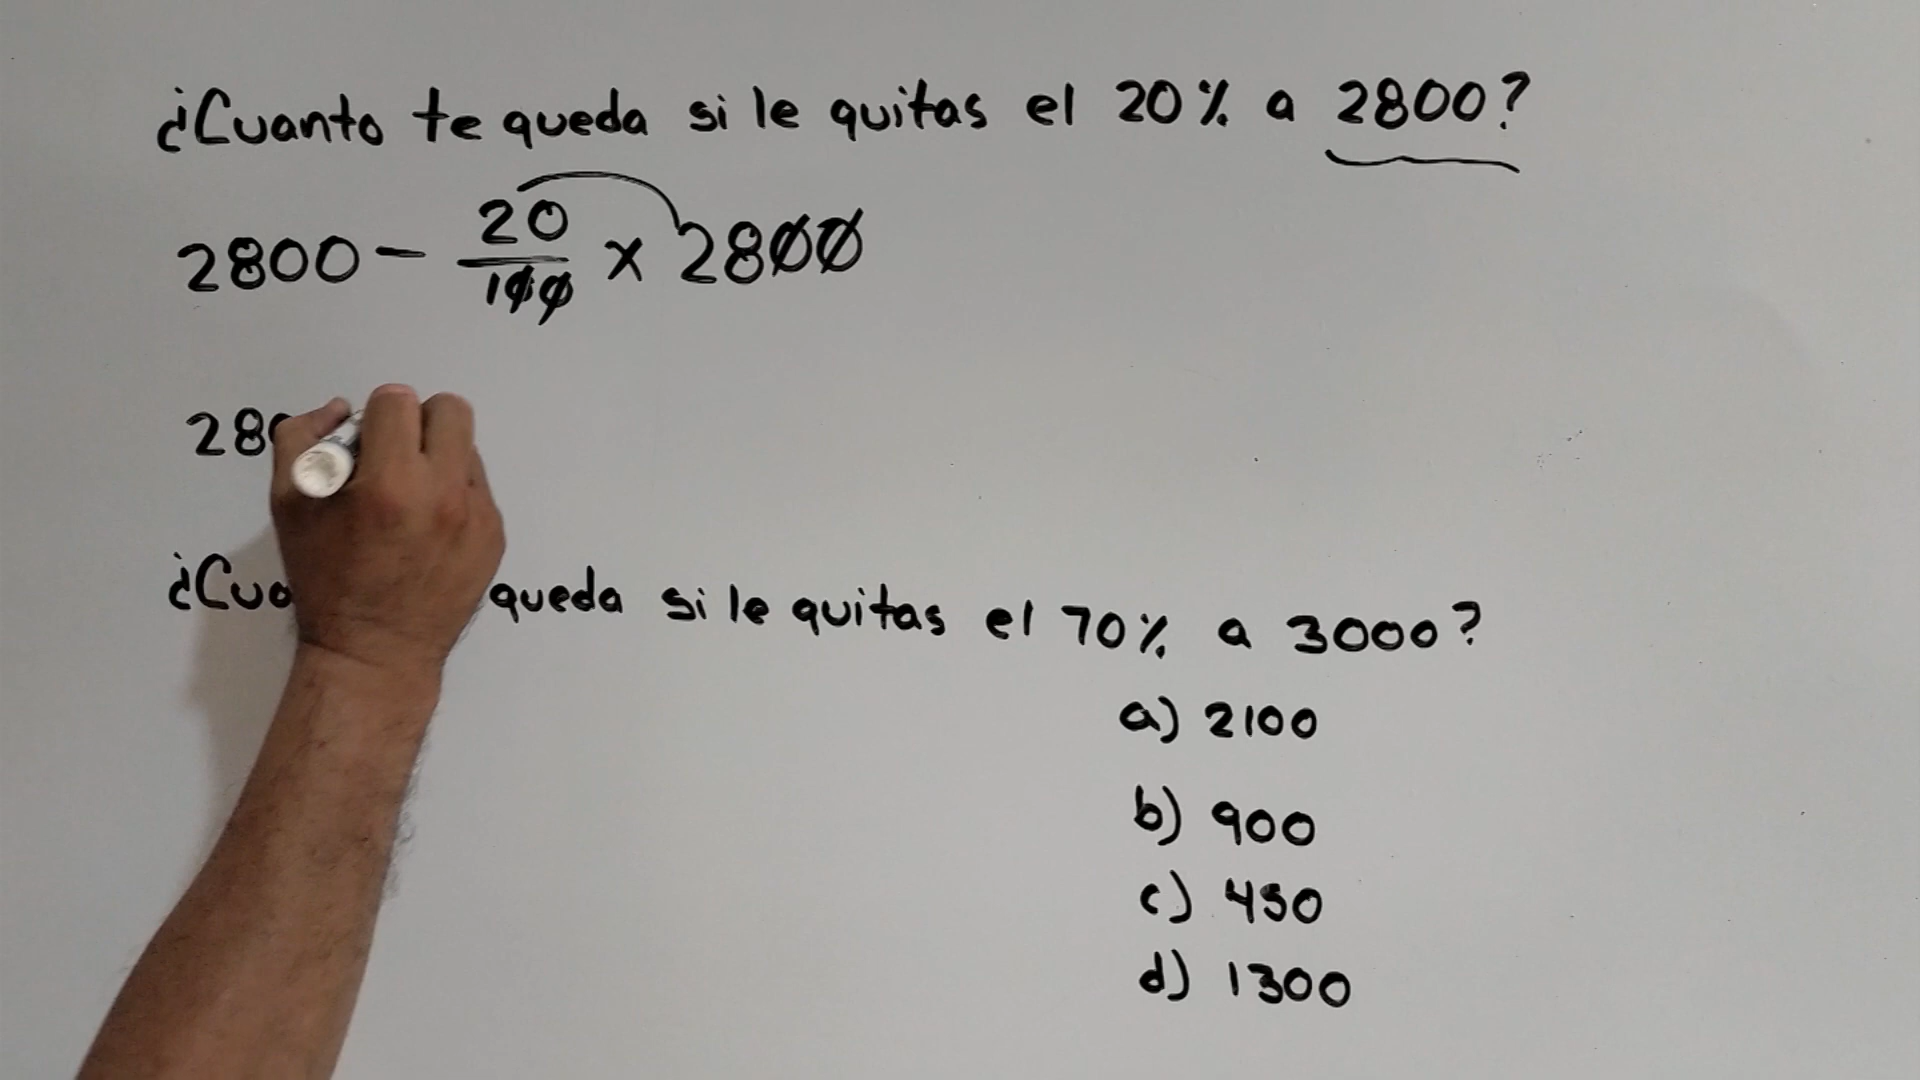 ¿Cuanto te queda si le quitas el 20% a 2800?
2800 - 20/100 x 2800
28
queda si le quitas el 70% a 3000?
a) 2100
b) 900
c) 450
d) 1300